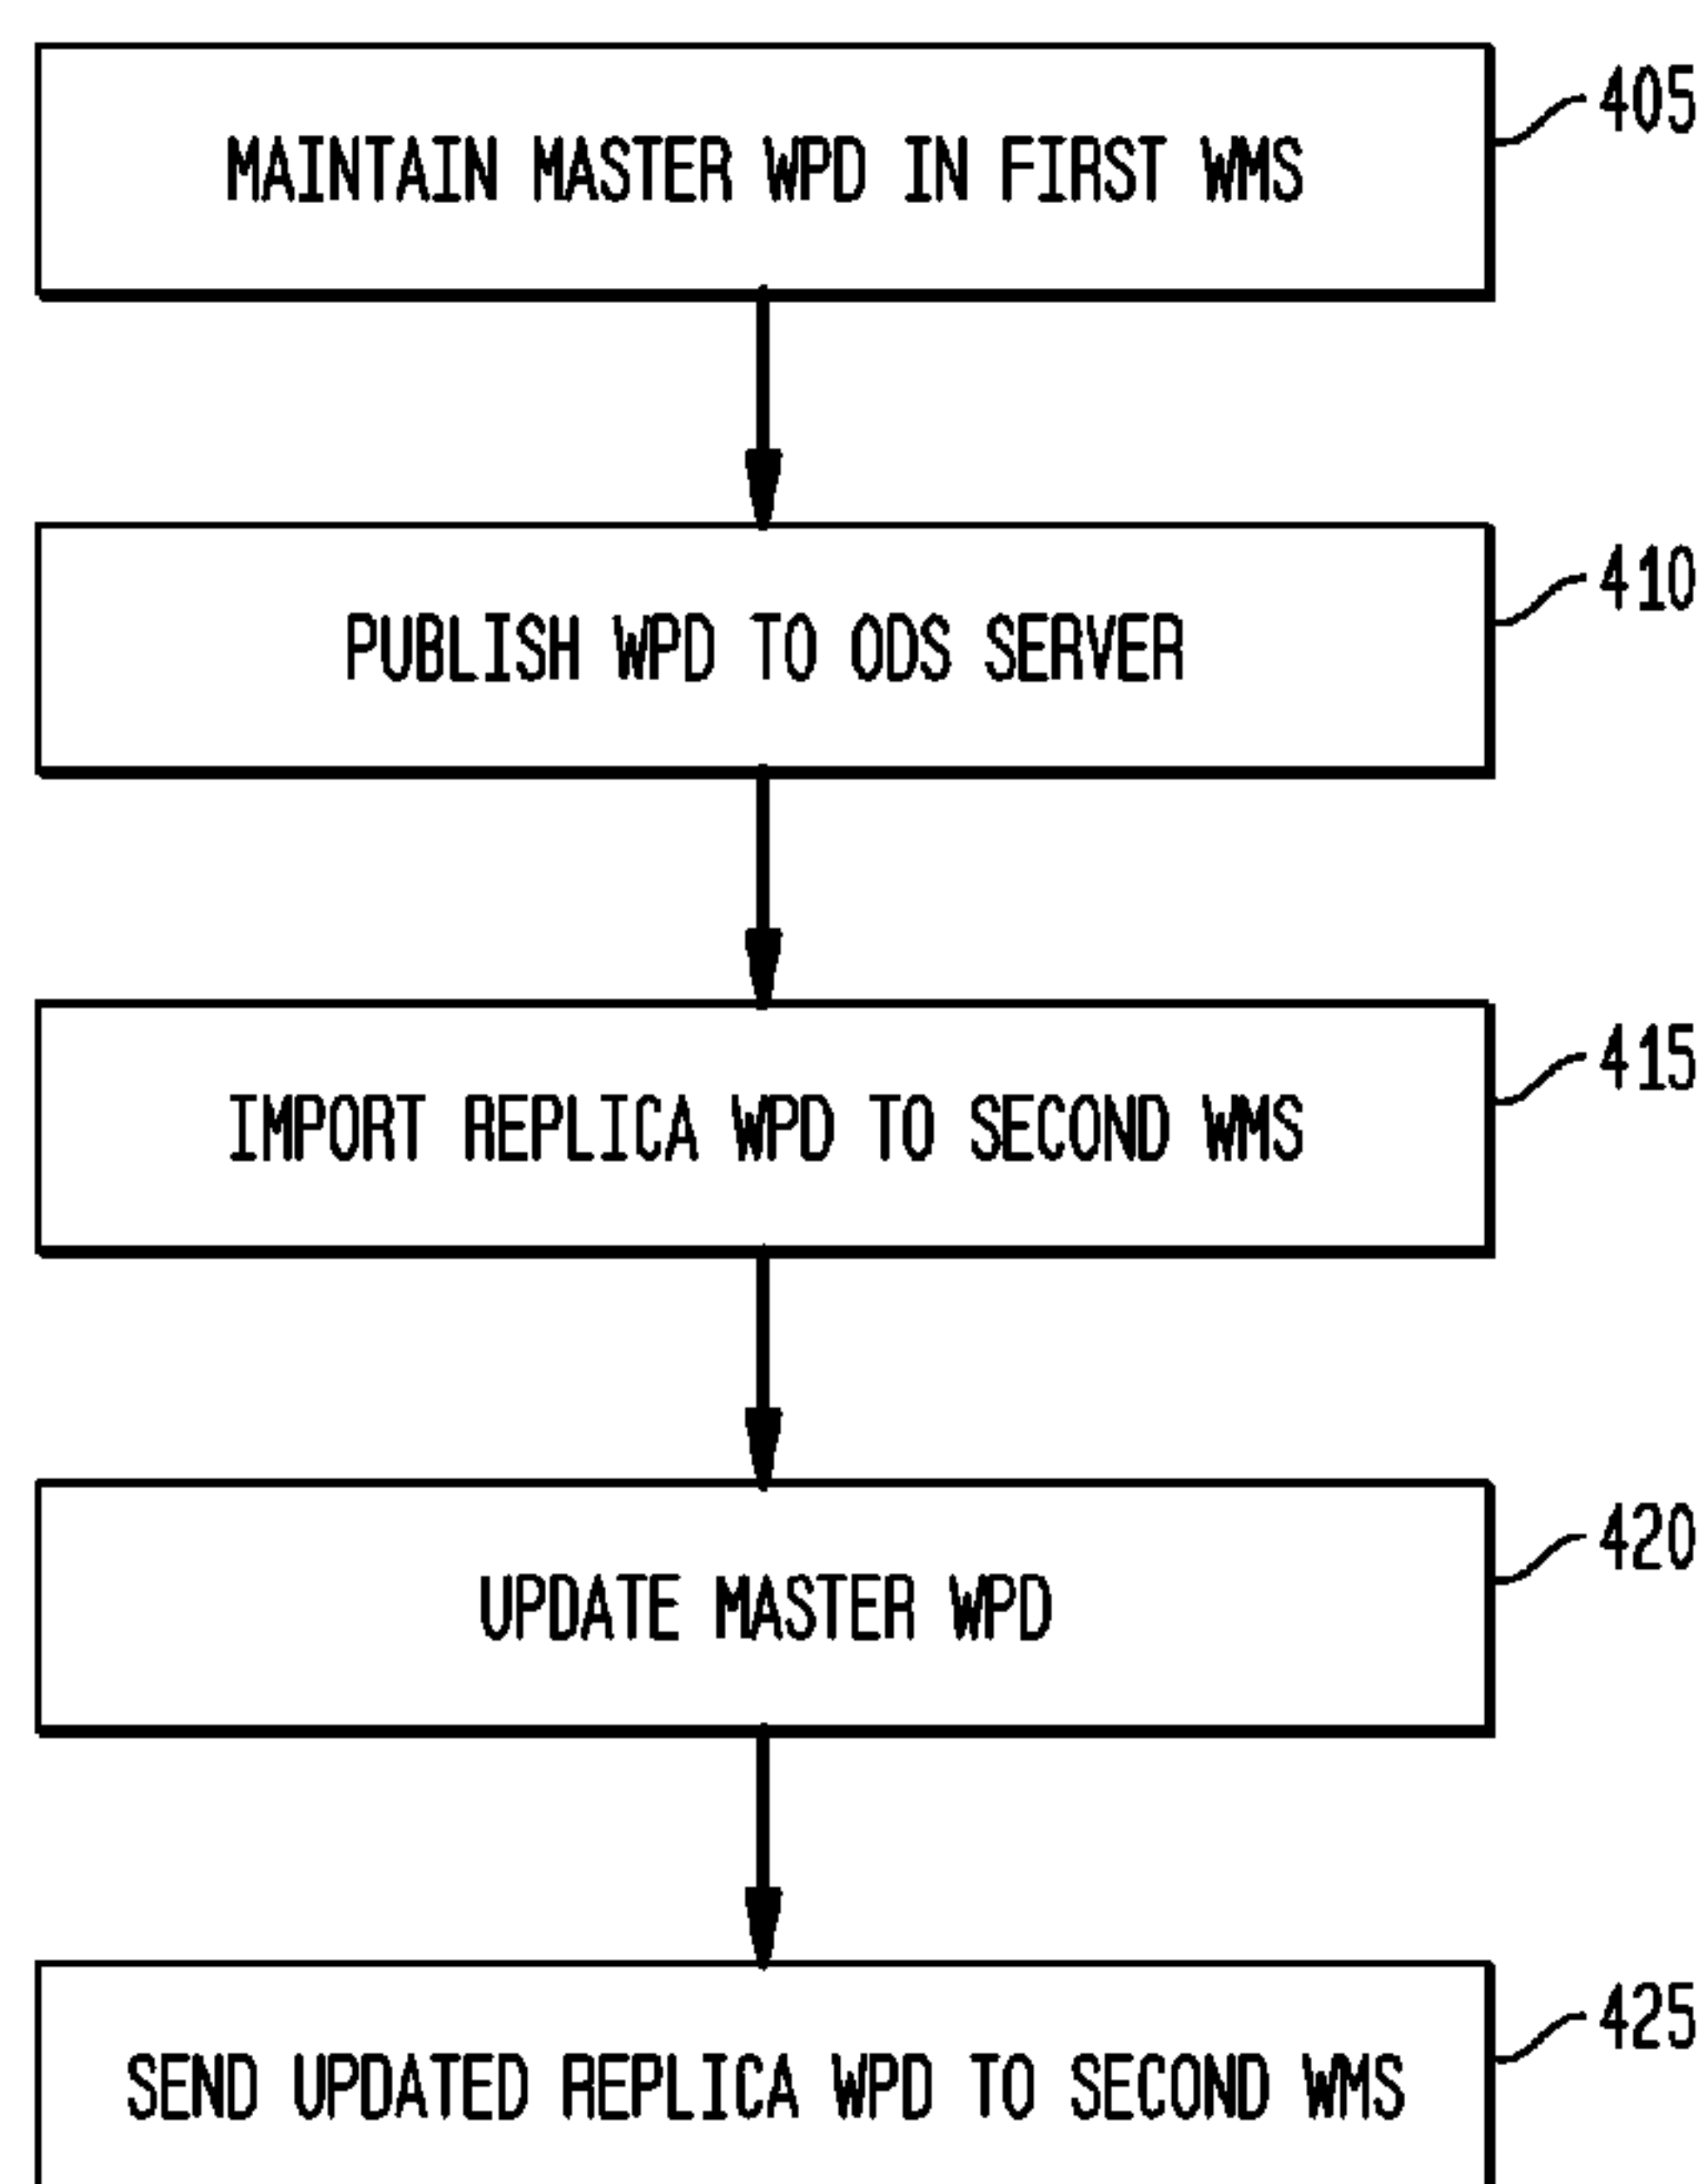 MAINTAIN MASTER WPD IN FIRST WMS
405
PUBLISH WPD TO ODS SERVER
410
IMPORT REPLICA WPD TO SECOND WMS
415
UPDATE MASTER WPD
420
SEND UPDATED REPLICA WPD TO SECOND WMS
425